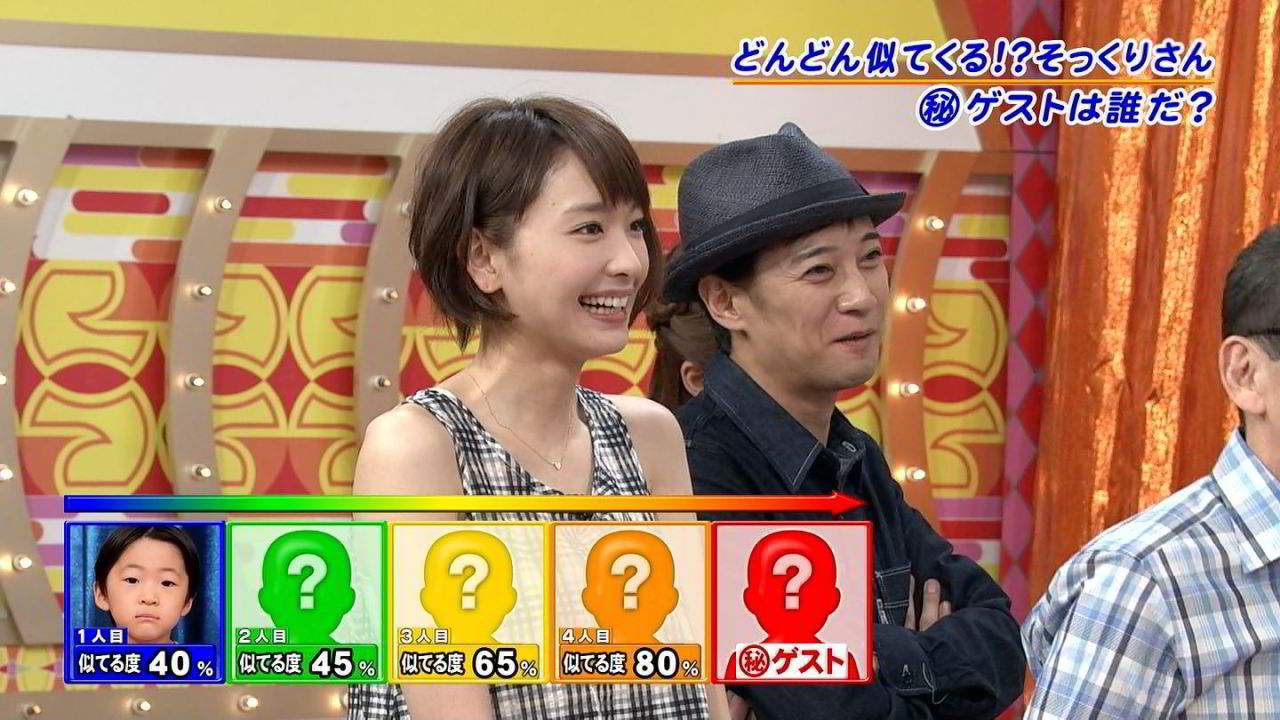 どんどん似てくる!?そっくりさん
㊙ゲストは誰だ?
1人目
似てる度 40%
2人目
似てる度 45%
3人目
似てる度 65%
4人目
似てる度 80%
㊙ゲスト
?
?
?
?